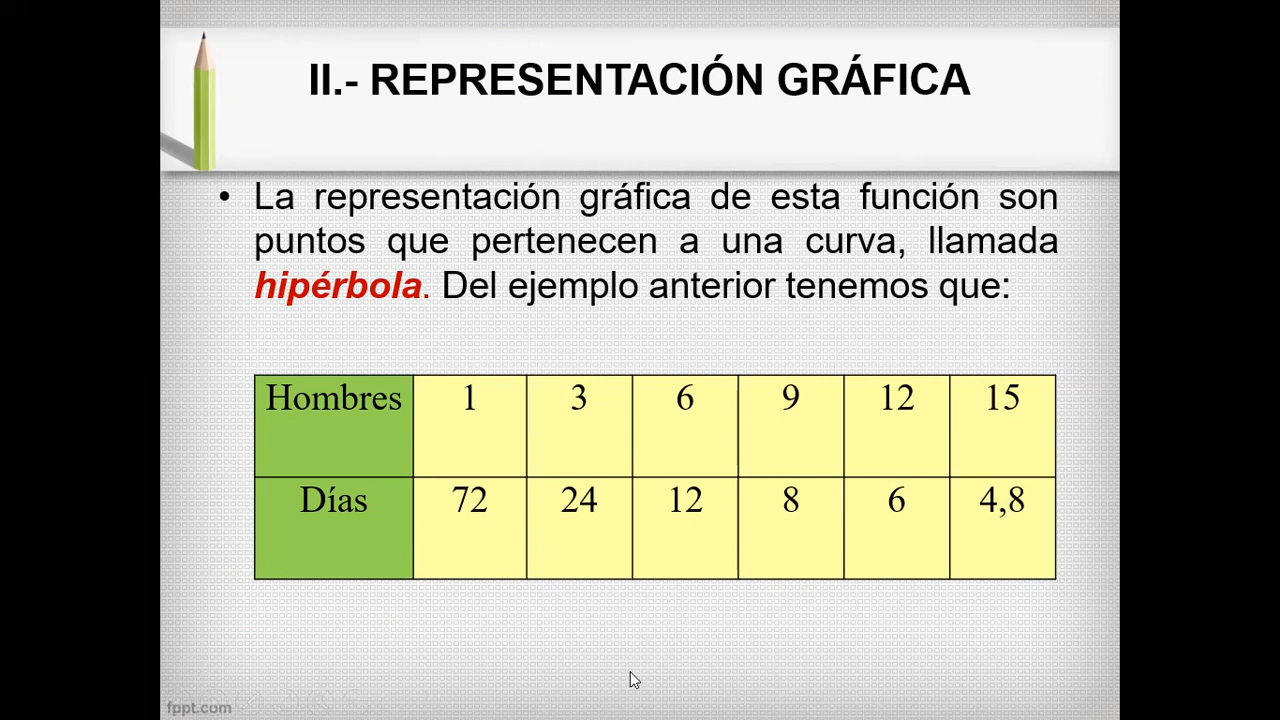 II.- REPRESENTACIÓN GRÁFICA
• La representación gráfica de esta función son
puntos que pertenecen a una curva, llamada
hipérbola. Del ejemplo anterior tenemos que:
Hombres 1 3 6 9 12 15
Días 72 24 12 8 6 4,8
fppt.com